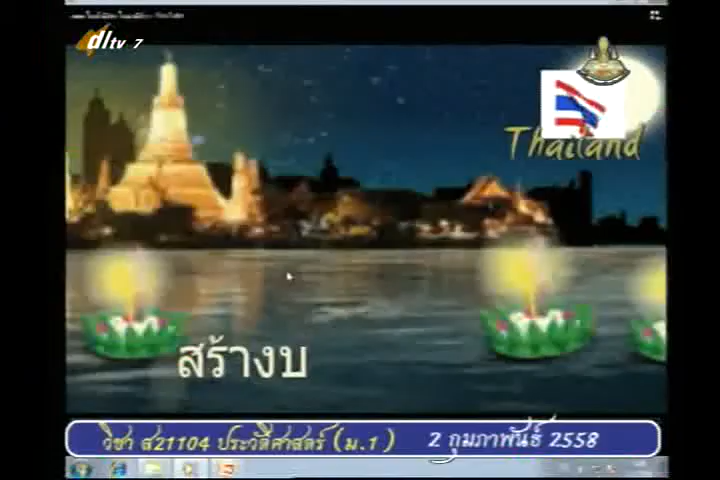 dltv 7
Thailand
สร้างบ
วิชา ส21104 ประวัติศาสตร์ (ม.1) 2 กุมภาพันธ์ 2558